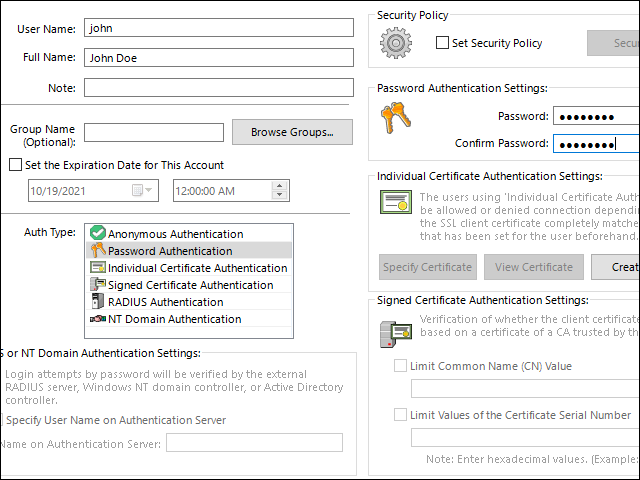 User Name:
john
Full Name:
John Doe
Note:
Group Name
(Optional):
Browse Groups...
Set the Expiration Date for This Account
10/19/2021
12:00:00 AM
Auth Type:
Anonymous Authentication
Password Authentication
Individual Certificate Authentication
Signed Certificate Authentication
RADIUS Authentication
NT Domain Authentication
S or NT Domain Authentication Settings:
Login attempts by password will be verified by the external
RADIUS server, Windows NT domain controller, or Active Directory
controller.
Specify User Name on Authentication Server
Name on Authentication Server:
Security Policy
Set Security Policy
Secu
Password Authentication Settings:
Password:
●●●●●●●●
Confirm Password:
●●●●●●●●
Individual Certificate Authentication Settings:
The users using 'Individual Certificate Auth
be allowed or denied connection depending
the SSL client certificate completely matche
that has been set for the user beforehand.
Specify Certificate
View Certificate
Creat
Signed Certificate Authentication Settings:
Verification of whether the client certificate
based on a certificate of a CA trusted by th
Limit Common Name (CN) Value
Limit Values of the Certificate Serial Number
Note: Enter hexadecimal values. (Example: